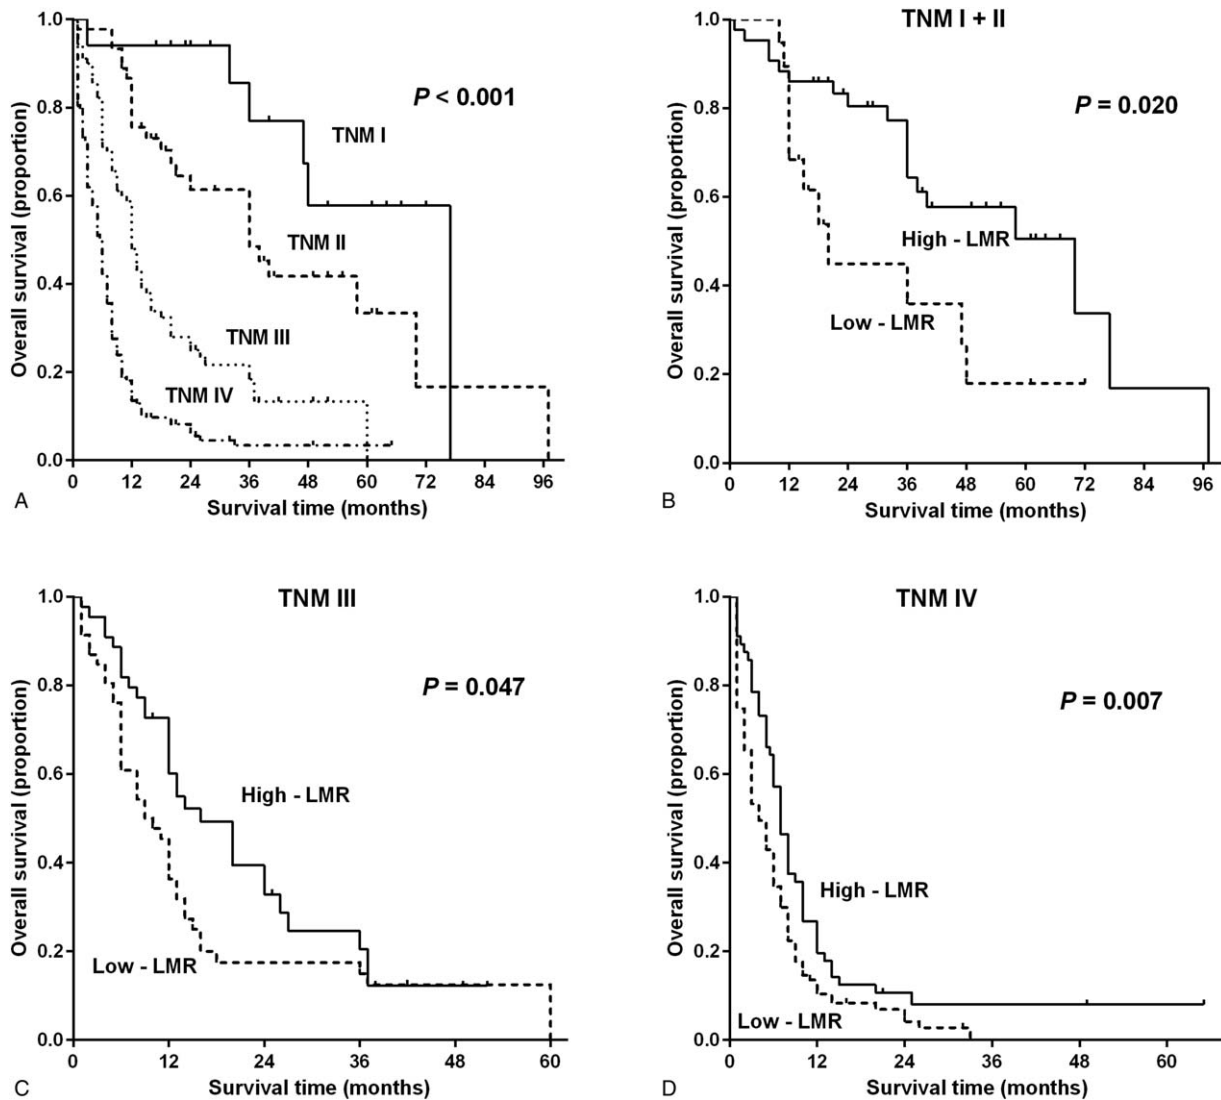 Overall survival (proportion)
1.0
0.8
0.6
0.4
0.2
0.0
P < 0.001
TNM I
TNM II
TNM III
TNM IV
0 12 24 36 48 60 72 84 96
Survival time (months)
A
TNM I + II
Overall survival (proportion)
1.0
0.8
0.6
0.4
0.2
0.0
P = 0.020
High - LMR
Low - LMR
0 12 24 36 48 60 72 84 96
Survival time (months)
B
TNM III
Overall survival (proportion)
1.0
0.8
0.6
0.4
0.2
0.0
P = 0.047
High - LMR
Low - LMR
0 12 24 36 48 60
Survival time (months)
C
TNM IV
Overall survival (proportion)
1.0
0.8
0.6
0.4
0.2
0.0
P = 0.007
High - LMR
Low - LMR
0 12 24 36 48 60
Survival time (months)
D